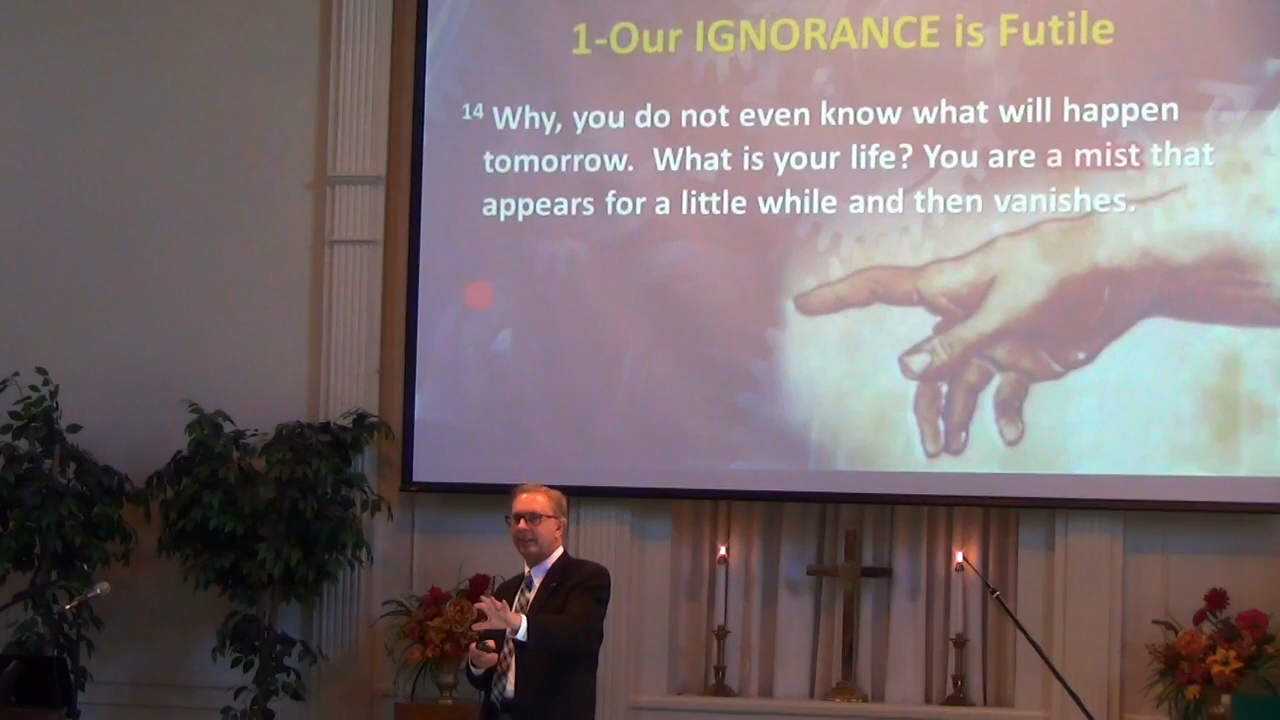 1-Our IGNORANCE is Futile
14 Why, you do not even know what will happen
tomorrow. What is your life? You are a mist that
appears for a little while and then vanishes.